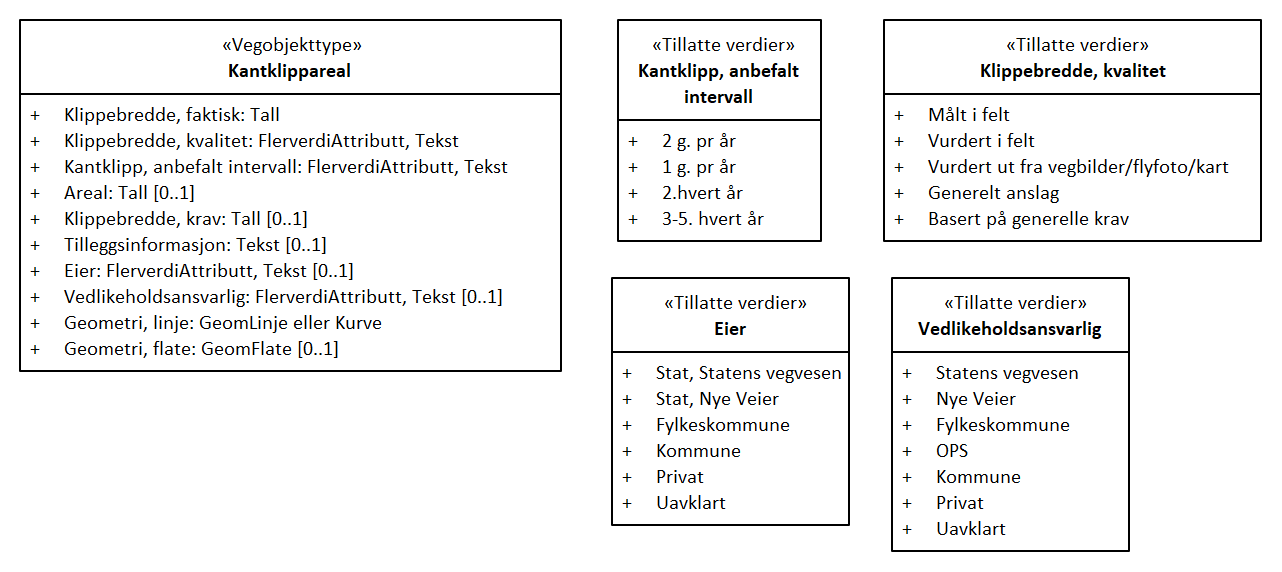 «Vegobjekttype»
Kantklippareal
+ Klippebredde, faktisk: Tall
+ Klippebredde, kvalitet: FlerverdiAttributt, Tekst
+ Kantklipp, anbefalt intervall: FlerverdiAttributt, Tekst
+ Areal: Tall [0..1]
+ Klippebredde, krav: Tall [0..1]
+ Tilleggsinformasjon: Tekst [0..1]
+ Eier: FlerverdiAttributt, Tekst [0..1]
+ Vedlikeholdsansvarlig: FlerverdiAttributt, Tekst [0..1]
+ Geometri, linje: GeomLinje eller Kurve
+ Geometri, flate: GeomFlate [0..1]
«Tillatte verdier»
Kantklipp, anbefalt
intervall
+ 2 g. pr år
+ 1 g. pr år
+ 2.hvert år
+ 3-5. hvert år
«Tillatte verdier»
Klippebredde, kvalitet
+ Målt i felt
+ Vurdert i felt
+ Vurdert ut fra vegbilder/flyfoto/kart
+ Generelt anslag
+ Basert på generelle krav
«Tillatte verdier»
Eier
+ Stat, Statens vegvesen
+ Stat, Nye Veier
+ Fylkeskommune
+ Kommune
+ Privat
+ Uavklart
«Tillatte verdier»
Vedlikeholdsansvarlig
+ Statens vegvesen
+ Nye Veier
+ Fylkeskommune
+ OPS
+ Kommune
+ Privat
+ Uavklart